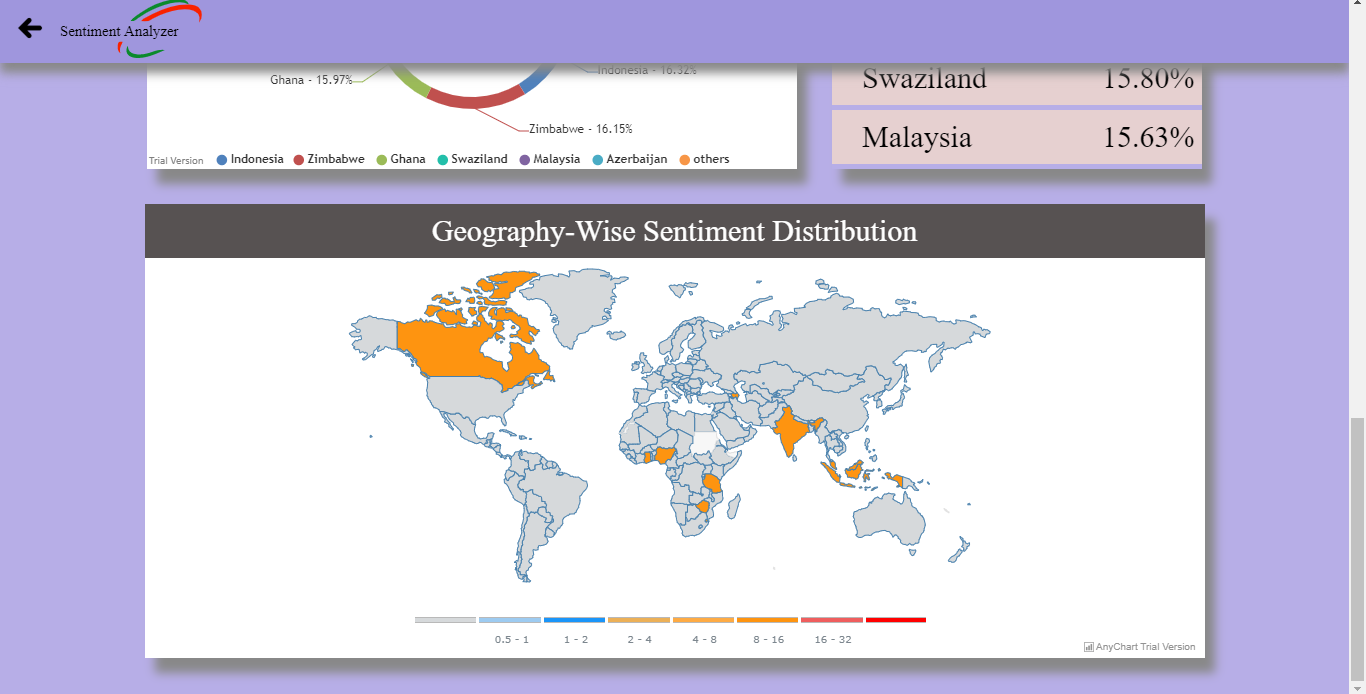 Sentiment Analyzer
Ghana - 15.97%
Indonesia - 16.32%
Zimbabwe - 16.15%
Trial Version
Indonesia Zimbabwe Ghana Swaziland Malaysia Azerbaijan others
Swaziland 15.80%
Malaysia 15.63%
Geography-Wise Sentiment Distribution
0.5 - 1 1 - 2 2 - 4 4 - 8 8 - 16 16 - 32
AnyChart Trial Version